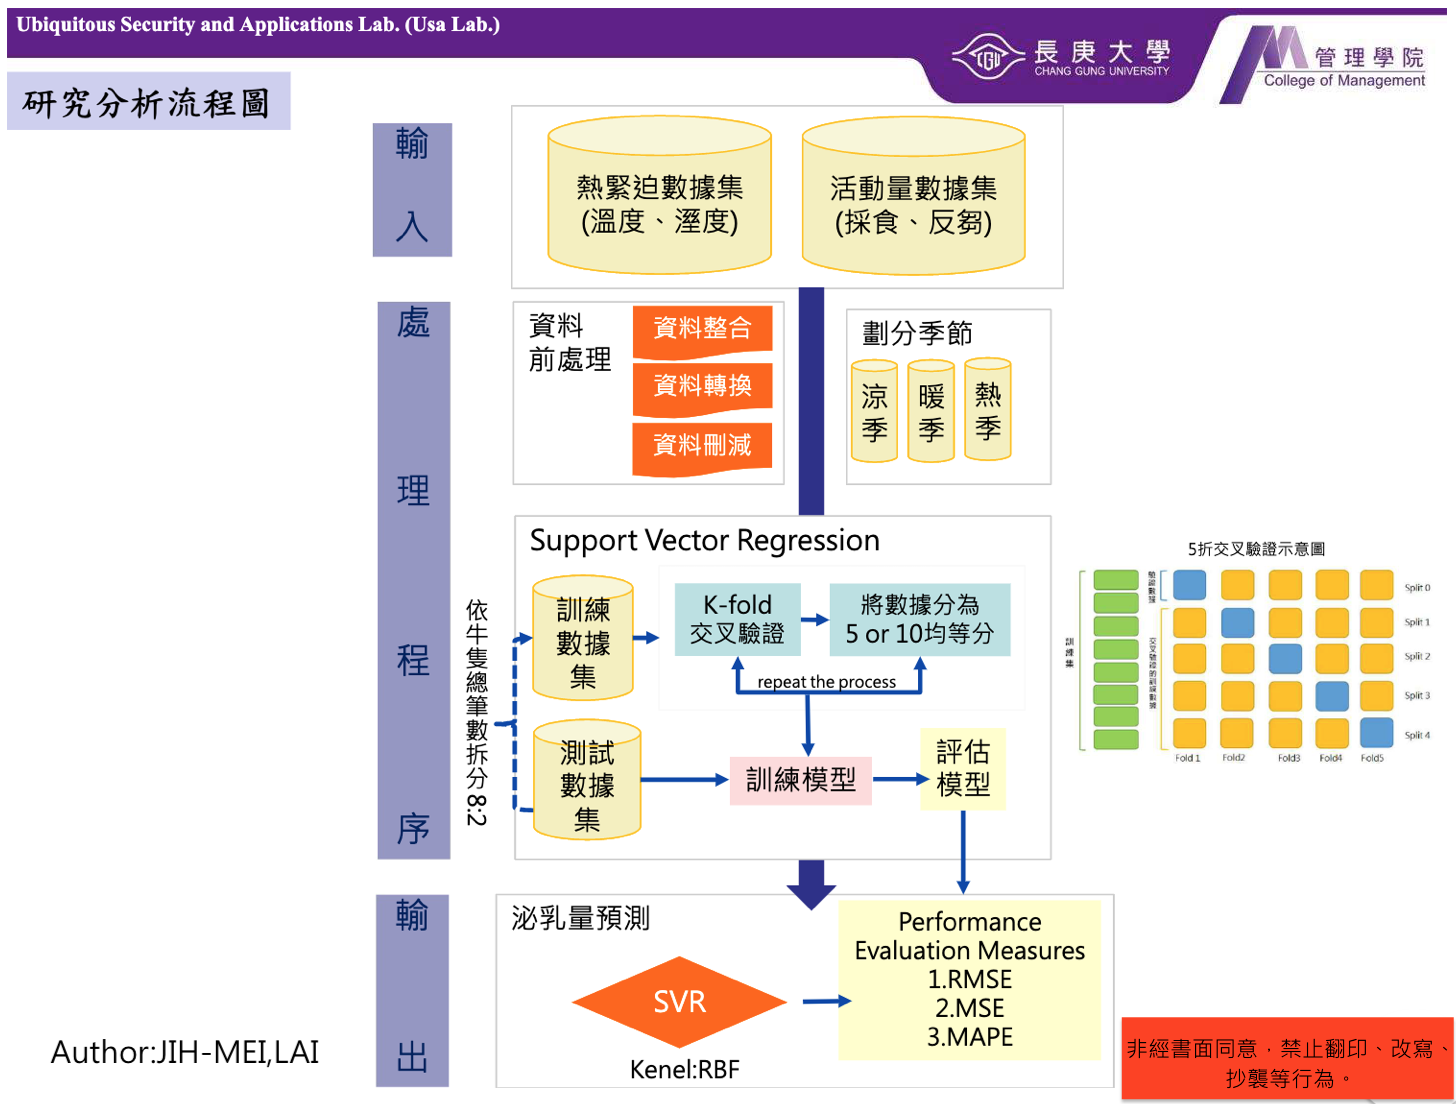 Ubiquitous Security and Applications Lab. (Usa Lab.)
長庚大學
CHANG GUNG UNIVERSITY
管理學院
College of Management
研究分析流程圖
輸入
熱緊迫數據集
(溫度、溼度)
活動量數據集
(採食、反芻)
處理程序
資料
前處理
資料整合
資料轉換
資料刪減
劃分季節
涼季
暖季
熱季
Support Vector Regression
依牛隻總筆數拆分 8:2
訓練
數據
集
K-fold
交叉驗證
將數據分為
5 or 10均等分
repeat the process
測試
數據
集
訓練模型
評估
模型
5折交叉驗證示意圖
訓練集
驗證數據
交叉驗證的訓練數據
Split 0
Split 1
Split 2
Split 3
Split 4
Fold 1
Fold2
Fold3
Fold4
Fold5
輸出
泌乳量預測
SVR
Kenel:RBF
Performance
Evaluation Measures
1.RMSE
2.MSE
3.MAPE
Author:JIH-MEI,LAI
非經書面同意，禁止翻印、改寫、
抄襲等行為。